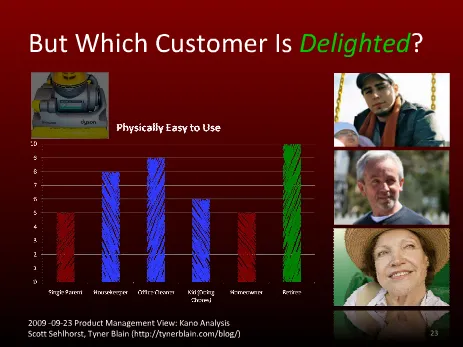 But Which Customer Is Delighted?
dyson
Physically Easy to Use
10
9
8
7
6
5
4
3
2
1
0
Single Parent
Housekeeper
Office Cleaner
Kid (Doing
Chores)
Homeowner
Retiree
2009 -09-23 Product Management View: Kano Analysis
Scott Sehlhorst, Tyner Blain (http://tynerblain.com/blog/)
23